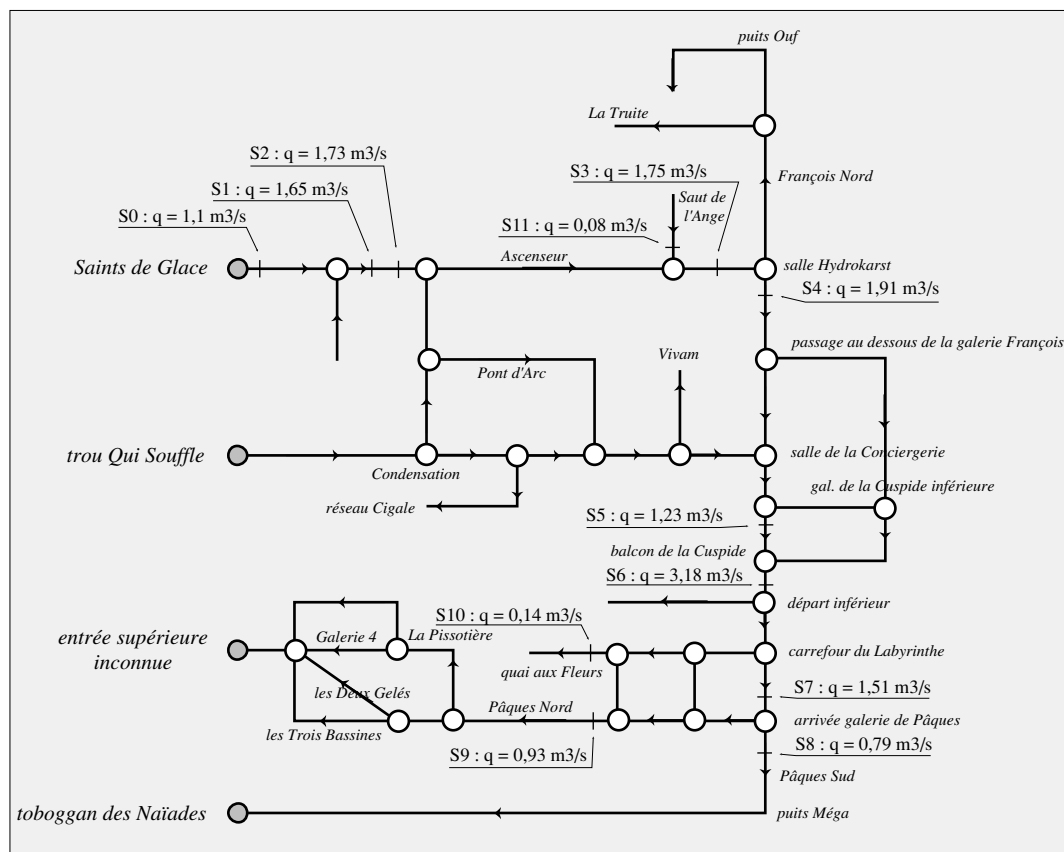 puits Ouf
La Truite
S2 : q = 1,73 m3/s
S3 : q = 1,75 m3/s
François Nord
S1 : q = 1,65 m3/s
Saut de
l'Ange
S0 : q = 1,1 m3/s
S11 : q = 0,08 m3/s
Ascenseur
Saints de Glace
salle Hydrokarst
S4 : q = 1,91 m3/s
passage au dessous de la galerie François
Vivam
Pont d'Arc
trou Qui Souffle
salle de la Conciergerie
Condensation
gal. de la Cuspide inférieure
réseau Cigale
S5 : q = 1,23 m3/s
balcon de la Cuspide
S6 : q = 3,18 m3/s
départ inférieur
S10 : q = 0,14 m3/s
entrée supérieure
inconnue
Galerie 4
La Pissotière
carrefour du Labyrinthe
quai aux Fleurs
S7 : q = 1,51 m3/s
les Deux Gelés
Pâques Nord
arrivée galerie de Pâques
les Trois Bassines
S9 : q = 0,93 m3/s
S8 : q = 0,79 m3/s
Pâques Sud
toboggan des Naïades
puits Méga